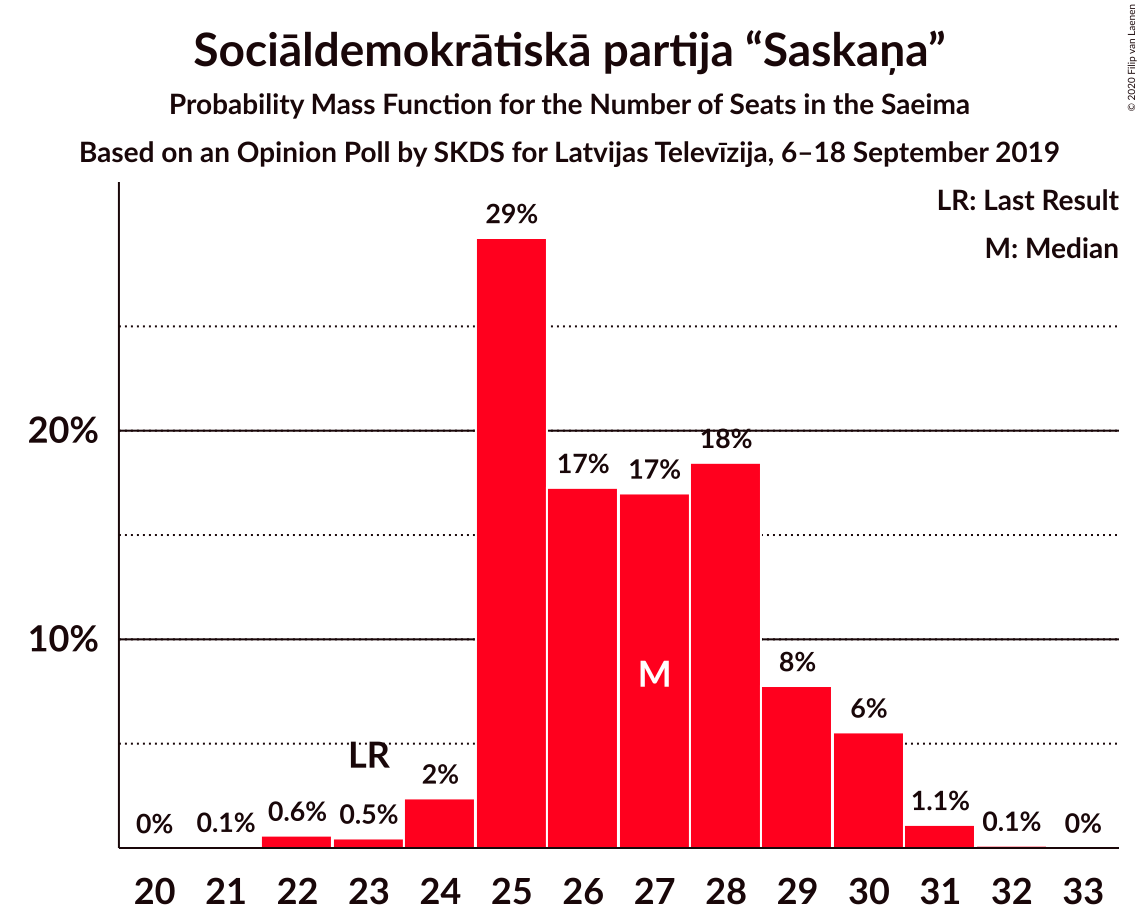 Sociāldemokrātiskā partija “Saskaņa”
Probability Mass Function for the Number of Seats in the Saeima
Based on an Opinion Poll by SKDS for Latvijas Televīzija, 6–18 September 2019
© 2020 Filip van Laenen
LR: Last Result
M: Median
20%
10%
0%
0.1%
0.6%
0.5%
LR
2%
29%
17%
17%
M
18%
8%
6%
1.1%
0.1%
0%
20 21 22 23 24 25 26 27 28 29 30 31 32 33